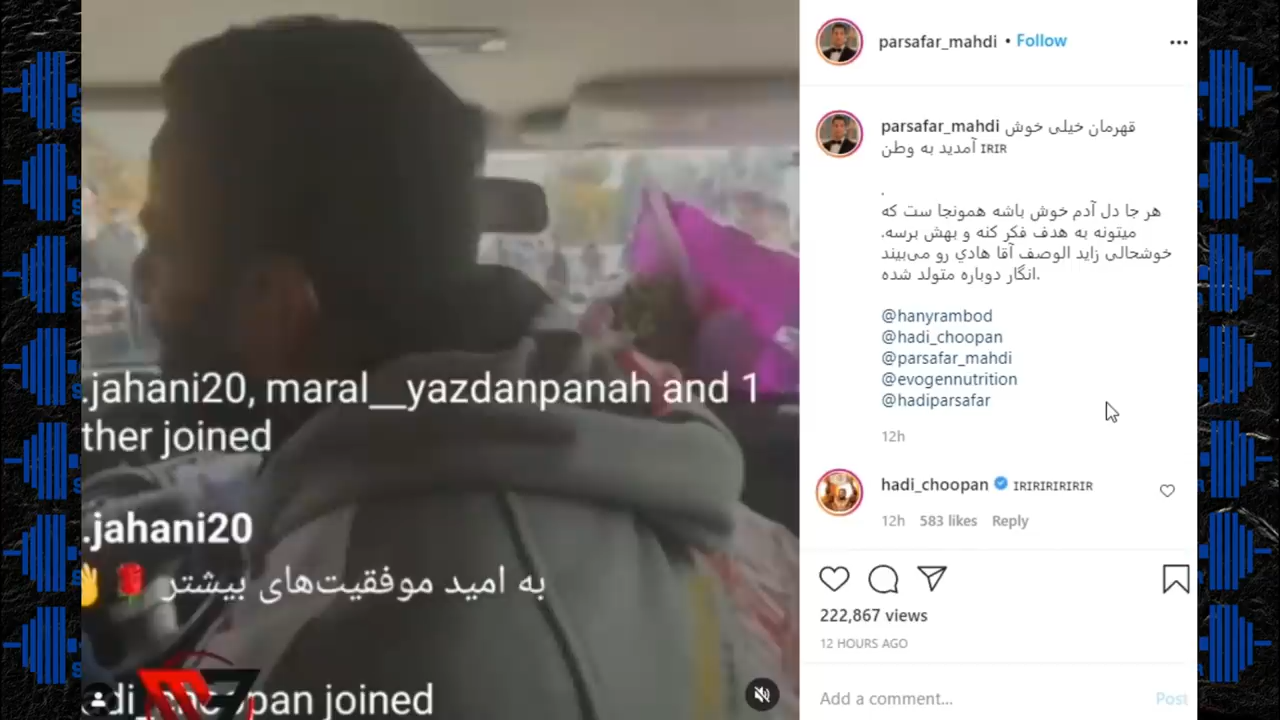 .jahani20, maral__yazdanpanah and 1
ther joined
.jahani20
به امید موفقیت‌های بیشتر 🌹
pan joined
parsafar_mahdi • Follow
parsafar_mahdi قهرمان خیلی خوش
آمدید به وطن IRIR
.
هر جا دل آدم خوش باشه همونجا ست که
میتونه به هدف فکر کنه و بهش برسه.
خوشحالی زاید الوصف آقا هادي رو می‌بیند
انگار دوباره متولد شده.
@hanyrambod
@hadi_choopan
@parsafar_mahdi
@evogennutrition
@hadiparsafar
12h
hadi_choopan IRIRIRIRIRIR
12h 583 likes Reply
222,867 views
12 HOURS AGO
Add a comment... Post